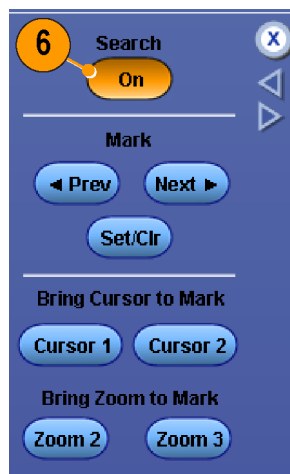 6
Search
X
On
Mark
◄ Prev Next ►
Set/Clr
Bring Cursor to Mark
Cursor 1 Cursor 2
Bring Zoom to Mark
Zoom 2 Zoom 3